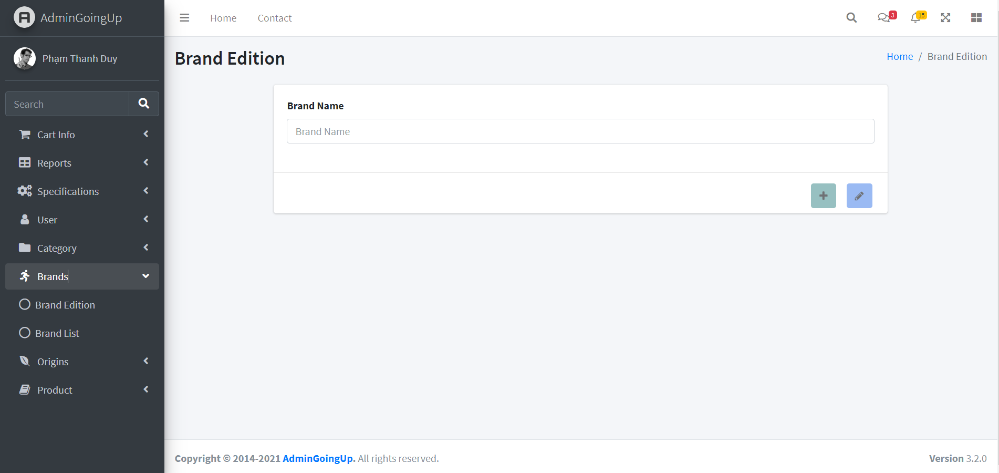 AdminGoingUp
Home
Contact
3
15
Phạm Thanh Duy
Search
Cart Info
Reports
Specifications
User
Category
Brands
Brand Edition
Brand List
Origins
Product
Brand Edition
Home / Brand Edition
Brand Name
Brand Name
Copyright © 2014-2021 AdminGoingUp. All rights reserved.
Version 3.2.0